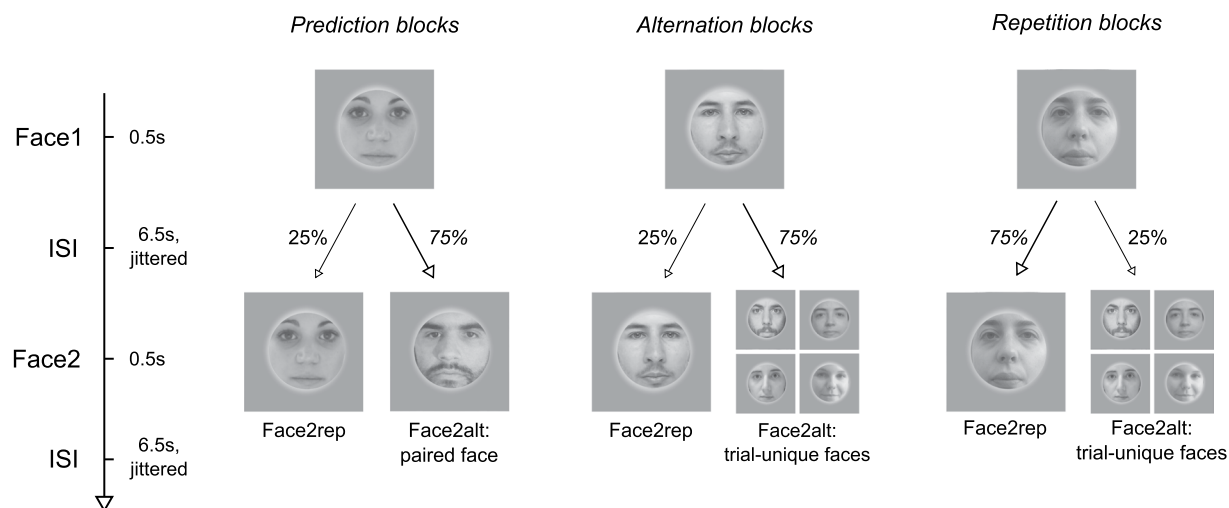 Prediction blocks
Alternation blocks
Repetition blocks
Face1
0.5s
25%
75%
25%
75%
75%
25%
ISI
6.5s,
jittered
Face2
0.5s
Face2rep
Face2alt:
paired face
Face2rep
Face2alt:
trial-unique faces
Face2rep
Face2alt:
trial-unique faces
ISI
6.5s,
jittered